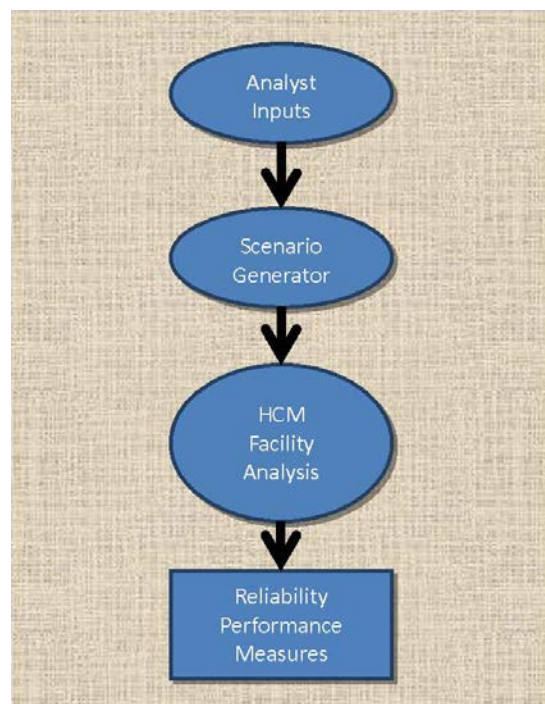 Analyst
Inputs
Scenario
Generator
HCM
Facility
Analysis
Reliability
Performance
Measures